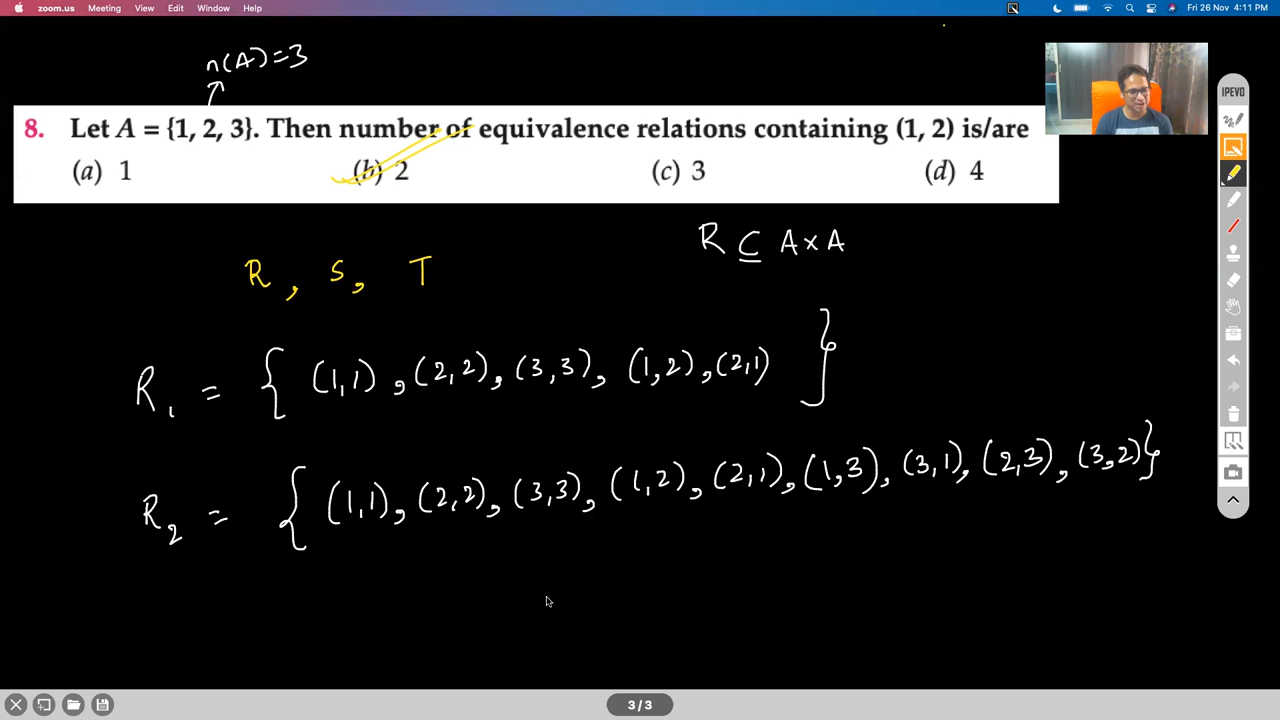 zoom.us Meeting View Edit Window Help Fri 26 Nov 4:11 PM
n(A)=3
IPEVO
8. Let A = {1, 2, 3}. Then number of equivalence relations containing (1, 2) is/are
(a) 1 (b) 2 (c) 3 (d) 4
R ⊆ A×A
R, S, T
R₁ = { (1,1), (2,2), (3,3), (1,2), (2,1) }
R₂ = { (1,1), (2,2), (3,3), (1,2), (2,1), (1,3), (3,1), (2,3), (3,2) }
3/3